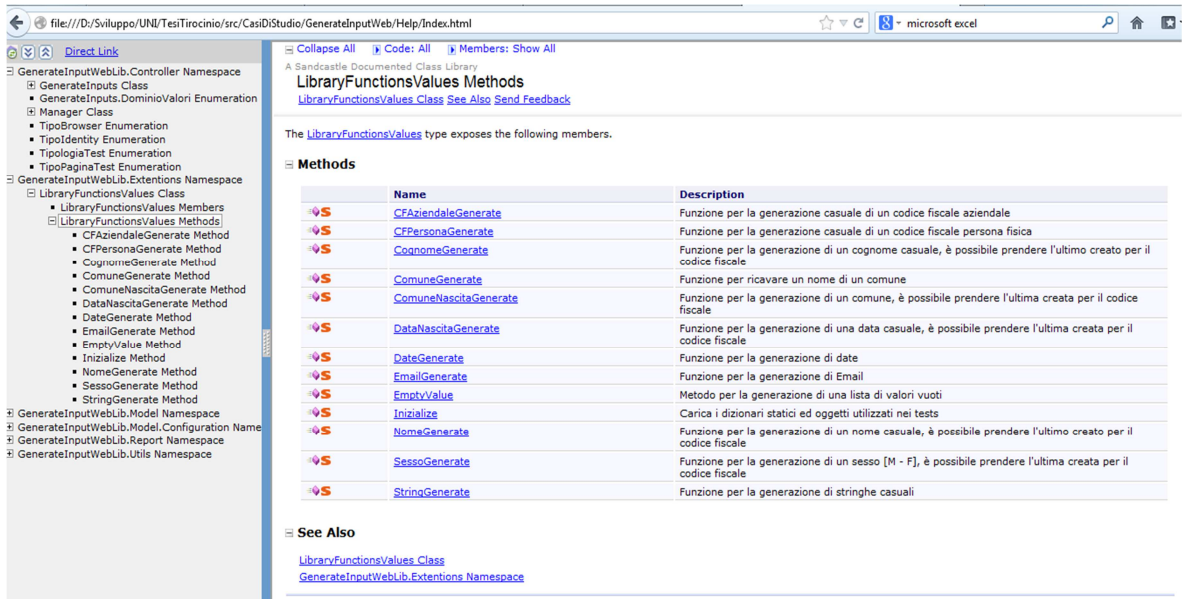 file:///D:/Sviluppo/UNI/TesiTirocinio/src/CasiDiStudio/GenerateInputWeb/Help/Index.html
microsoft excel
Direct Link
GenerateInputWebLib.Controller Namespace
GenerateInputs Class
GenerateInputs.DominioValori Enumeration
Manager Class
TipoBrowser Enumeration
TipoIdentity Enumeration
TipologiaTest Enumeration
TipoPaginaTest Enumeration
GenerateInputWebLib.Extentions Namespace
LibraryFunctionsValues Class
LibraryFunctionsValues Members
LibraryFunctionsValues Methods
CFAziendaleGenerate Method
CFPersonaGenerate Method
CognomeGenerate Method
ComuneGenerate Method
ComuneNascitaGenerate Method
DataNascitaGenerate Method
DateGenerate Method
EmailGenerate Method
EmptyValue Method
Inizialize Method
NomeGenerate Method
SessoGenerate Method
StringGenerate Method
GenerateInputWebLib.Model Namespace
GenerateInputWebLib.Model.Configuration Name
GenerateInputWebLib.Report Namespace
GenerateInputWebLib.Utils Namespace
Collapse All Code: All Members: Show All
A Sandcastle Documented Class Library
LibraryFunctionsValues Methods
LibraryFunctionsValues Class See Also Send Feedback
The LibraryFunctionsValues type exposes the following members.
Methods
Name Description
S CFAziendaleGenerate Funzione per la generazione casuale di un codice fiscale aziendale
S CFPersonaGenerate Funzione per la generazione casuale di un codice fiscale persona fisica
S CognomeGenerate Funzione per la generazione di un cognome casuale, è possibile prendere l'ultimo creato per il
codice fiscale
S ComuneGenerate Funzione per ricavare un nome di un comune
S ComuneNascitaGenerate Funzione per la generazione di un comune, è possibile prendere l'ultima creata per il codice
fiscale
S DataNascitaGenerate Funzione per la generazione di una data casuale, è possibile prendere l'ultima creata per il
codice fiscale
S DateGenerate Funzione per la generazione di date
S EmailGenerate Funzione per la generazione di Email
S EmptyValue Metodo per la generazione di una lista di valori vuoti
S Inizialize Carica i dizionari statici ed oggetti utilizzati nei tests
S NomeGenerate Funzione per la generazione di un nome casuale, è possibile prendere l'ultimo creato per il
codice fiscale
S SessoGenerate Funzione per la generazione di un sesso [M - F], è possibile prendere l'ultima creata per il
codice fiscale
S StringGenerate Funzione per la generazione di stringhe casuali
See Also
LibraryFunctionsValues Class
GenerateInputWebLib.Extentions Namespace